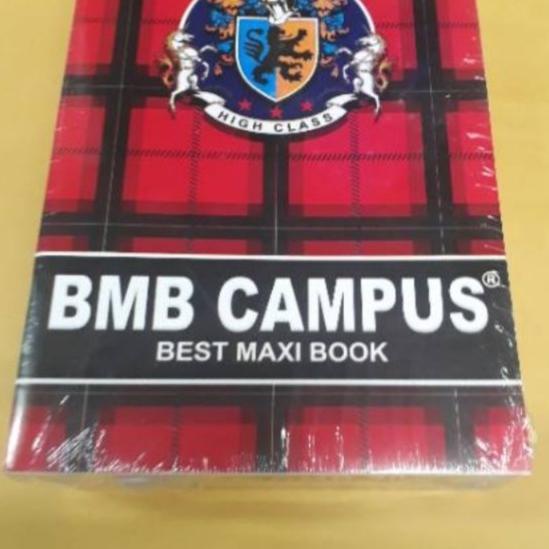 HIGH CLASS
BMB CAMPUS®
BEST MAXI BOOK